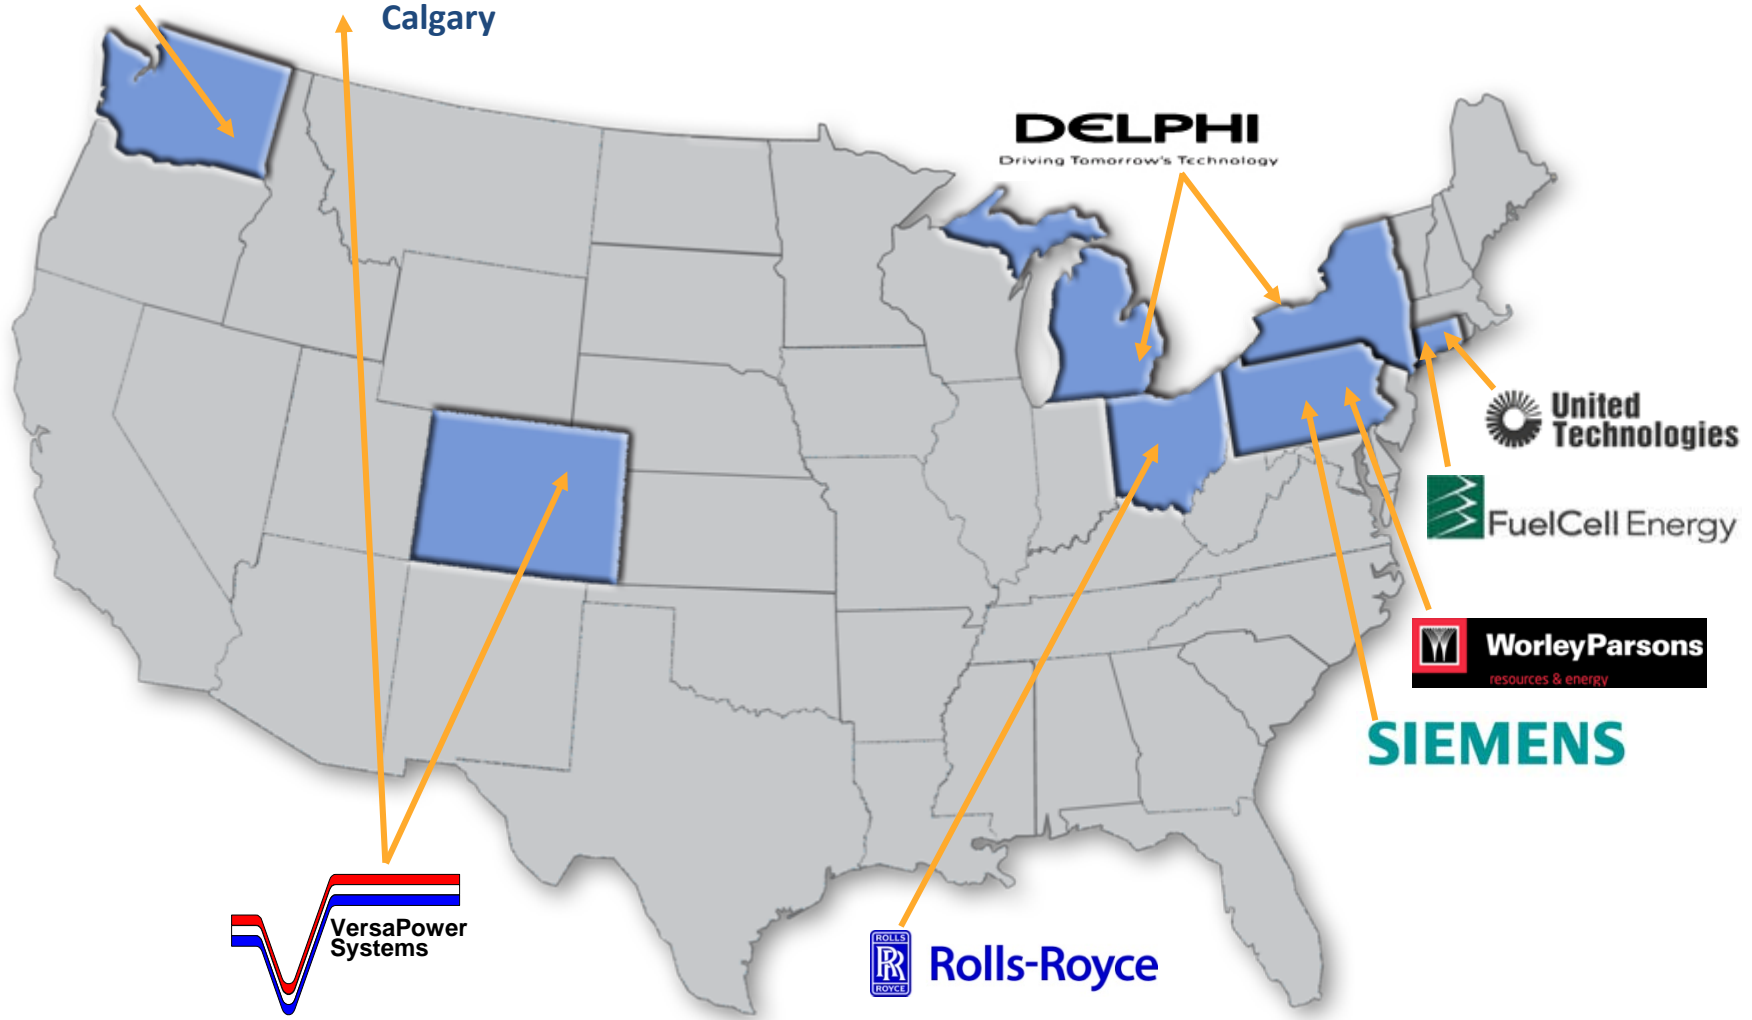 Calgary
DELPHI
Driving Tomorrow's Technology
United
Technologies
FuelCell Energy
WorleyParsons
resources & energy
SIEMENS
VersaPower
Systems
ROLLS
RR
ROYCE
Rolls-Royce